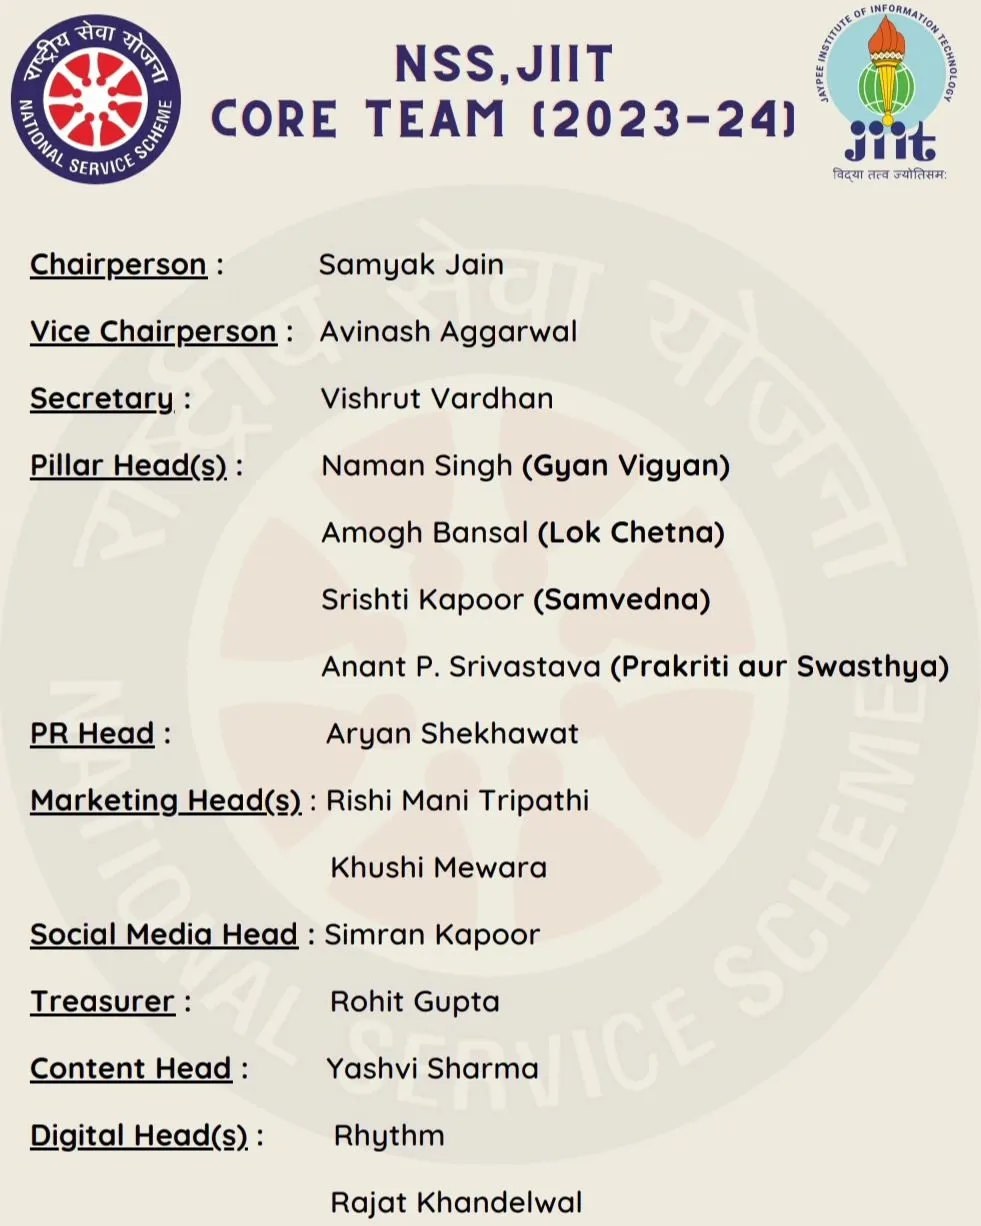 राष्ट्रीय सेवा योजना
NATIONAL SERVICE SCHEME
NSS,JIIT
CORE TEAM (2023-24)
JAYPEE INSTITUTE OF INFORMATION TECHNOLOGY
jiit
विद्या तत्व ज्योतिसम:
Chairperson : Samyak Jain
Vice Chairperson : Avinash Aggarwal
Secretary : Vishrut Vardhan
Pillar Head(s) : Naman Singh (Gyan Vigyan)
Amogh Bansal (Lok Chetna)
Srishti Kapoor (Samvedna)
Anant P. Srivastava (Prakriti aur Swasthya)
PR Head : Aryan Shekhawat
Marketing Head(s) : Rishi Mani Tripathi
Khushi Mewara
Social Media Head : Simran Kapoor
Treasurer : Rohit Gupta
Content Head : Yashvi Sharma
Digital Head(s) : Rhythm
Rajat Khandelwal
राष्ट्रीय सेवा योजना
NATIONAL SERVICE SCHEME